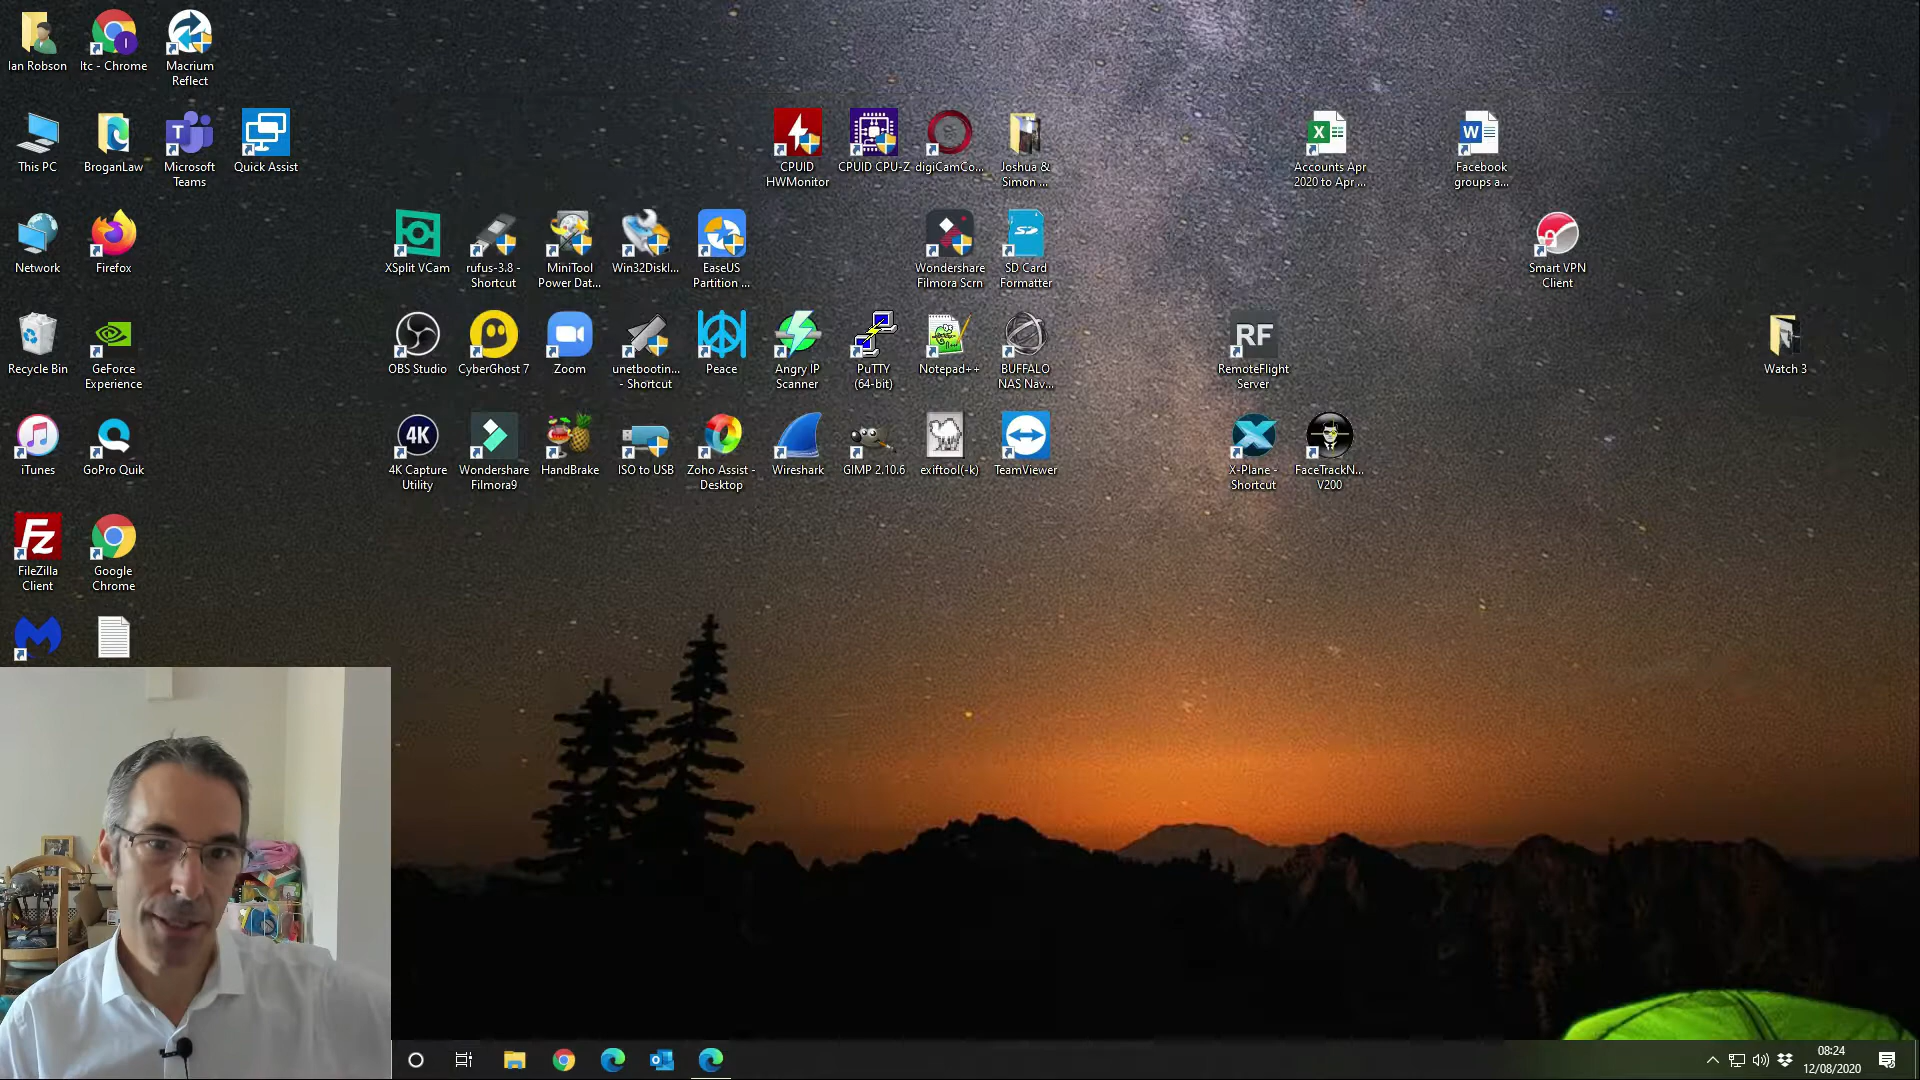 Ian Robson
Itc - Chrome
Macrium
Reflect
This PC
BroganLaw
Microsoft
Teams
Quick Assist
CPUID
HWMonitor
CPUID CPU-Z
digiCamCo...
Joshua &
Simon ...
Accounts Apr
2020 to Apr ...
Facebook
groups a...
Network
Firefox
XSplit VCam
rufus-3.8 -
Shortcut
MiniTool
Power Dat...
Win32DiskI...
EaseUS
Partition ...
Wondershare
Filmora Scrn
SD Card
Formatter
Smart VPN
Client
Recycle Bin
GeForce
Experience
OBS Studio
CyberGhost 7
Zoom
unetbootin...
- Shortcut
Peace
Angry IP
Scanner
PuTTY
(64-bit)
Notepad++
BUFFALO
NAS Nav...
RF
RemoteFlight
Server
Watch 3
iTunes
GoPro Quik
4K
4K Capture
Utility
Wondershare
Filmora9
HandBrake
ISO to USB
Zoho Assist -
Desktop
Wireshark
GIMP 2.10.6
exiftool(-k)
TeamViewer
X-Plane -
Shortcut
FaceTrackN...
V200
Fz
FileZilla
Client
Google
Chrome
08:24
12/08/2020